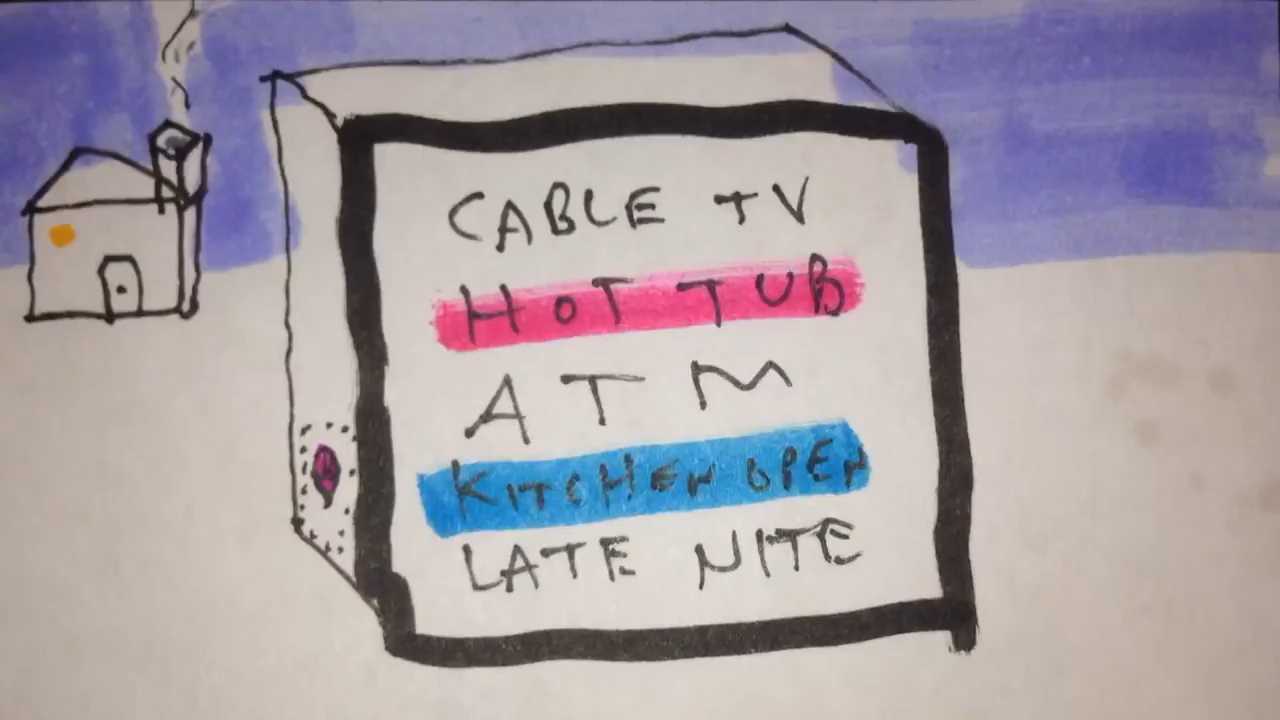 CABLE TV
HOT TUB
ATM
KITCHEN OPEN
LATE NITE